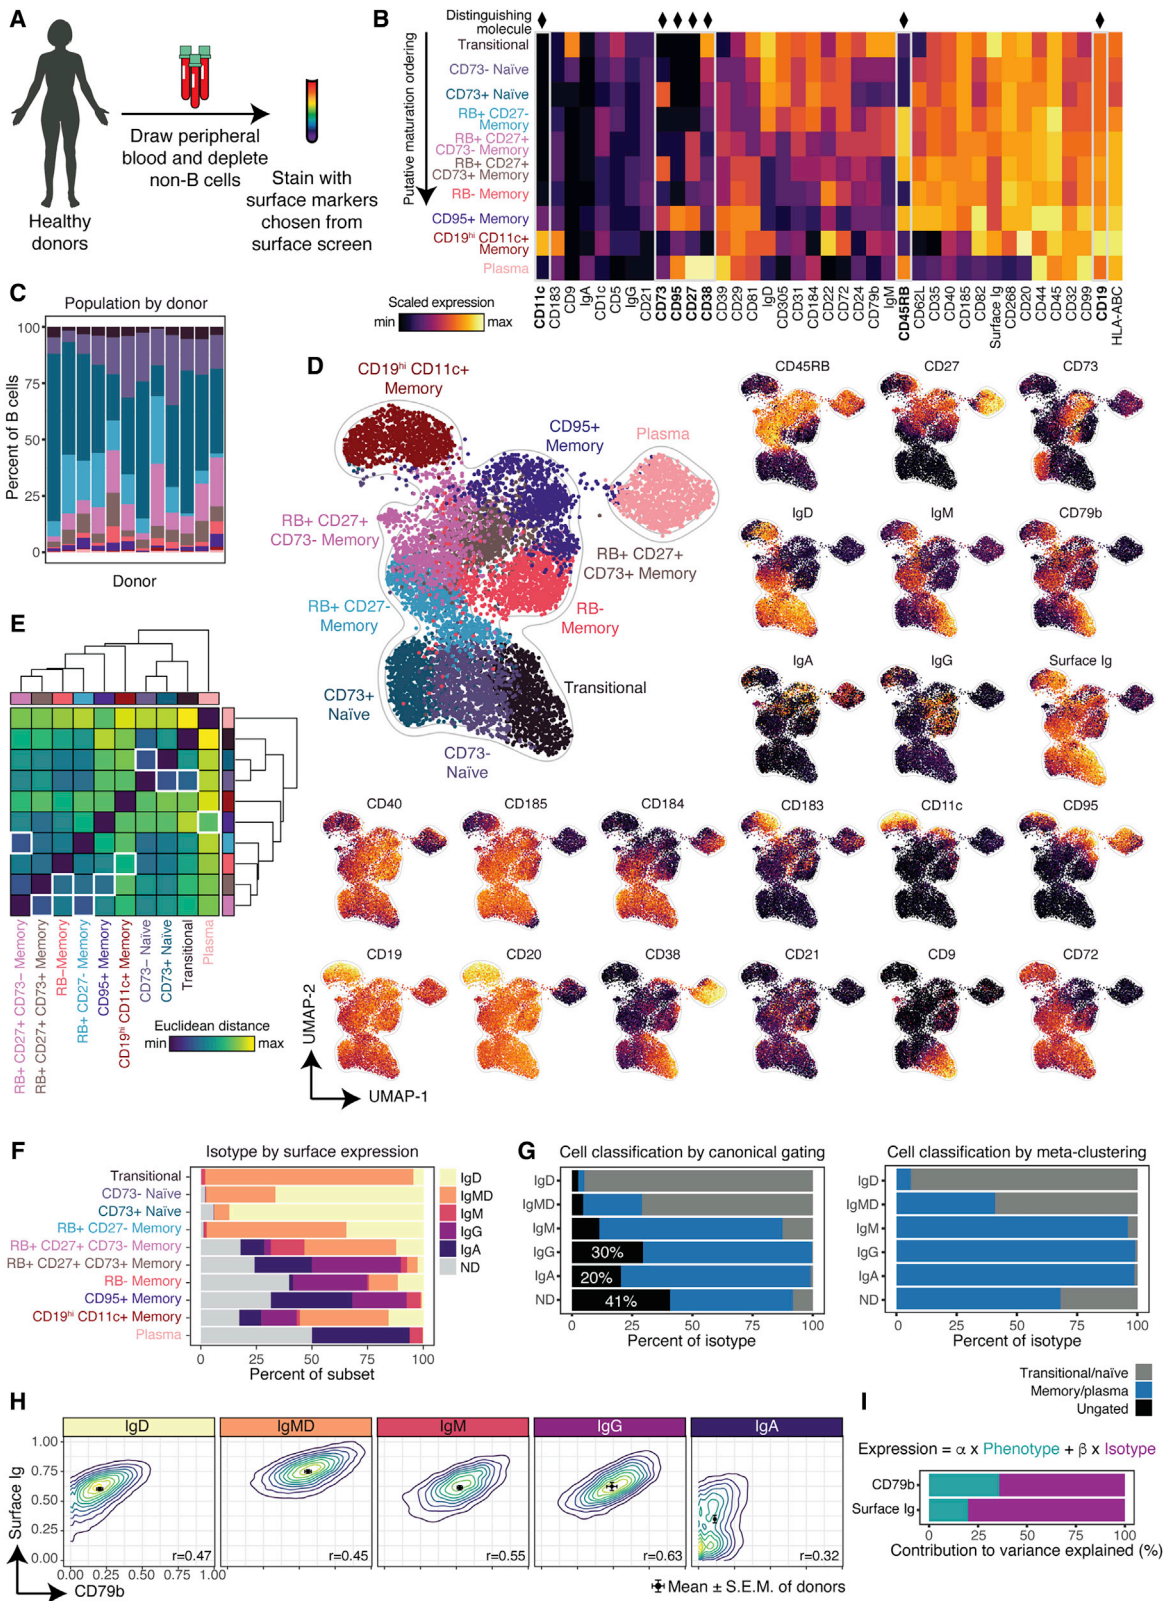 A
Healthy
donors
Draw peripheral
blood and deplete
non-B cells
Stain with
surface markers
chosen from
surface screen
B
Distinguishing
molecule
Putative maturation ordering
Transitional
CD73- Naïve
CD73+ Naïve
RB+ CD27-
Memory
RB+ CD27+
CD73- Memory
RB+ CD27+
CD73+ Memory
RB- Memory
CD95+ Memory
CD19hi CD11c+
Memory
Plasma
Scaled expression
min max
CD11c
CD183
CD9
IgA
CD1c
CD5
IgG
CD21
CD73
CD95
CD27
CD38
CD39
CD29
CD81
IgD
CD305
CD31
CD184
CD22
CD72
CD24
CD79b
IgM
CD45RB
CD62L
CD35
CD40
CD185
CD82
Surface Ig
CD268
CD20
CD44
CD45
CD32
CD99
CD19
HLA-ABC
C
Population by donor
Percent of B cells
100
75
50
25
0
Donor
D
CD19hi CD11c+
Memory
CD95+
Memory
Plasma
RB+ CD27+
CD73- Memory
RB+ CD27+
CD73+ Memory
RB+ CD27-
Memory
RB-
Memory
CD73+
Naïve
Transitional
CD73-
Naïve
CD45RB
CD27
CD73
IgD
IgM
CD79b
IgA
IgG
Surface Ig
CD40
CD185
CD184
CD183
CD11c
CD95
CD19
CD20
CD38
CD21
CD9
CD72
UMAP-2
UMAP-1
E
RB+ CD27+ CD73– Memory
RB+ CD27+ CD73+ Memory
RB–Memory
RB+ CD27- Memory
CD95+ Memory
CD19hi CD11c+ Memory
CD73– Naïve
CD73+ Naïve
Transitional
Plasma
Euclidean distance
min max
F
Isotype by surface expression
Transitional
CD73- Naïve
CD73+ Naïve
RB+ CD27- Memory
RB+ CD27+ CD73- Memory
RB+ CD27+ CD73+ Memory
RB- Memory
CD95+ Memory
CD19hi CD11c+ Memory
Plasma
0 25 50 75 100
Percent of subset
IgD
IgMD
IgM
IgG
IgA
ND
G
Cell classification by canonical gating
IgD
IgMD
IgM
IgG
IgA
ND
30%
20%
41%
0 25 50 75 100
Percent of isotype
Cell classification by meta-clustering
IgD
IgMD
IgM
IgG
IgA
ND
0 25 50 75 100
Percent of isotype
Transitional/naïve
Memory/plasma
Ungated
H
IgD
IgMD
IgM
IgG
IgA
Surface Ig
1.00
0.75
0.50
0.25
0.00
r=0.47
r=0.45
r=0.55
r=0.63
r=0.32
0.00 0.25 0.50 0.75 1.00
CD79b
Mean ± S.E.M. of donors
I
Expression = α x Phenotype + β x Isotype
CD79b
Surface Ig
0 25 50 75 100
Contribution to variance explained (%)